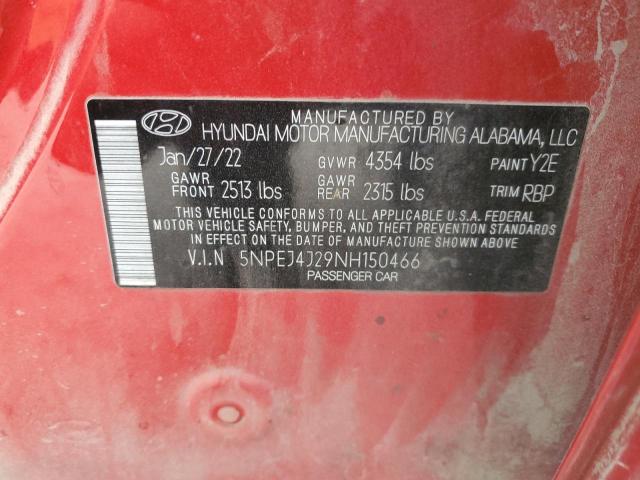 MANUFACTURED BY
HYUNDAI MOTOR MANUFACTURING ALABAMA, LLC
Jan/27/22 GVWR 4354 lbs PAINT Y2E
GAWR FRONT 2513 lbs GAWR REAR 2315 lbs TRIM RBP
THIS VEHICLE CONFORMS TO ALL APPLICABLE U.S.A. FEDERAL
MOTOR VEHICLE SAFETY, BUMPER, AND THEFT PREVENTION STANDARDS
IN EFFECT ON THE DATE OF MANUFACTURE SHOWN ABOVE
V.I.N 5NPEJ4J29NH150466
PASSENGER CAR